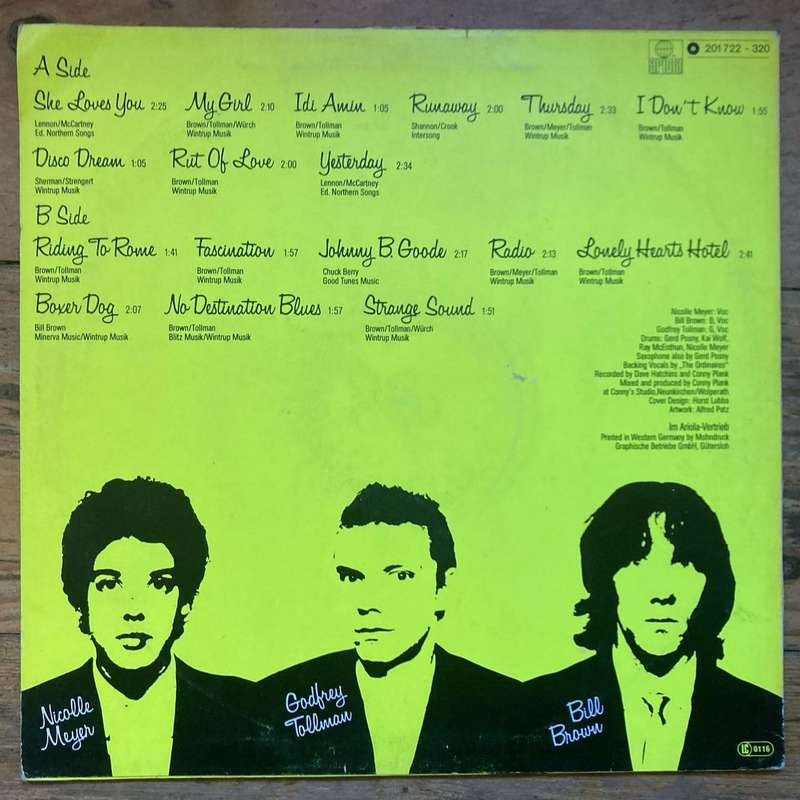 ariola 201 722 - 320
A Side
She Loves You 2:25 My Girl 2:10 Idi Amin 1:05 Runaway 2:00 Thursday 2:33 I Don't Know 1:55
Lennon/McCartney Brown/Tollman/Würch Brown/Tollman Shannon/Crook Brown/Meyer/Tollman Brown/Tollman
Ed. Northern Songs Wintrup Musik Wintrup Musik Intersong Wintrup Musik Wintrup Musik
Disco Dream 1:05 Rut Of Love 2:00 Yesterday 2:34
Sherman/Strengert Brown/Tollman Lennon/McCartney
Wintrup Musik Wintrup Musik Ed. Northern Songs
B Side
Riding To Rome 1:41 Fascination 1:57 Johnny B. Goode 2:17 Radio 2:13 Lonely Hearts Hotel 2:41
Brown/Tollman Brown/Tollman Chuck Berry Brown/Meyer/Tollman Brown/Tollman
Wintrup Musik Wintrup Musik Good Tunes Music Wintrup Musik Wintrup Musik
Boxer Dog 2:07 No Destination Blues 1:57 Strange Sound 1:51
Bill Brown Brown/Tollman Brown/Tollman/Würch
Minerva Music/Wintrup Musik Blitz Musik/Wintrup Musik Wintrup Musik
Nicolle Meyer: Voc
Bill Brown: B, Voc
Godfrey Tollman: G, Voc
Drums: Gerd Posny, Kai Wolf,
Ray McEnthun, Nicolle Meyer
Saxophone also by Gerd Posny
Backing Vocals by „The Ordinaires"
Recorded by Dave Hatchins and Conny Plank
Mixed and produced by Conny Plank
at Conny's Studio, Neunkirchen/Wolperath
Cover Design: Horst Lubba
Artwork: Alfred Patz
Im Ariola-Vertrieb
Printed in Western Germany by Mohndruck
Graphische Betriebe GmbH, Gütersloh
Nicolle
Meyer
Godfrey
Tollman
Bill
Brown
LC 0116